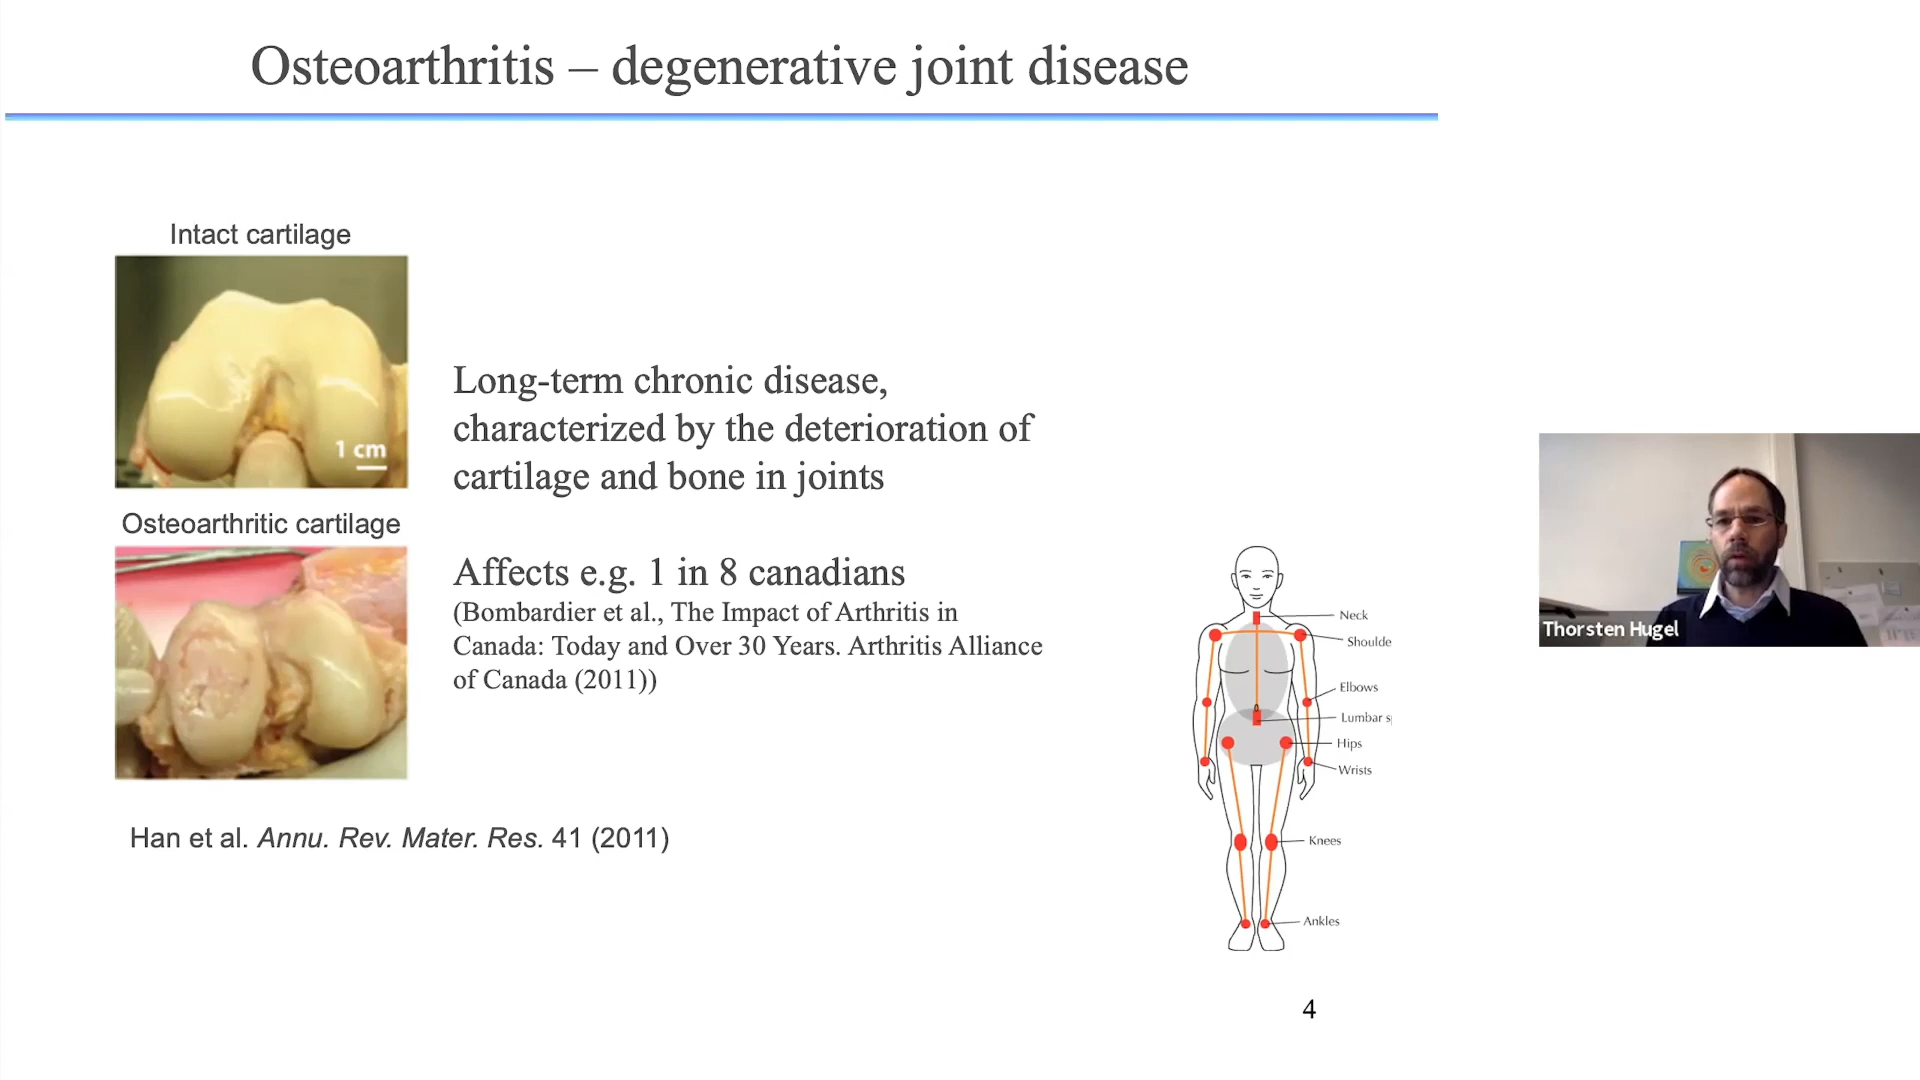 Osteoarthritis – degenerative joint disease
Intact cartilage
1 cm
Osteoarthritic cartilage
Long-term chronic disease,
characterized by the deterioration of
cartilage and bone in joints
Affects e.g. 1 in 8 canadians
(Bombardier et al., The Impact of Arthritis in
Canada: Today and Over 30 Years. Arthritis Alliance
of Canada (2011))
Han et al. Annu. Rev. Mater. Res. 41 (2011)
Neck
Shoulde
Elbows
Lumbar s
Hips
Wrists
Knees
Ankles
4
Thorsten Hugel